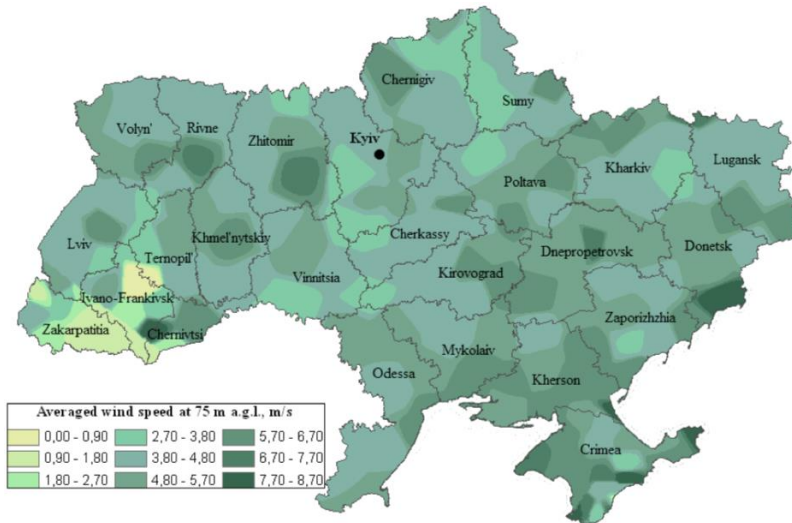 Chernigiv
Sumy
Volyn'
Rivne
Zhitomir
Kyiv
Kharkiv
Lugansk
Poltava
Lviv
Khmel'nytskiy
Ternopil'
Cherkassy
Dnepropetrovsk
Donetsk
Vinnitsia
Kirovograd
Ivano-Frankivsk
Zakarpatitia
Chernivtsi
Zaporizhzhia
Mykolaiv
Odessa
Kherson
Crimea
Averaged wind speed at 75 m a.g.l., m/s
0,00 - 0,90 2,70 - 3,80 5,70 - 6,70
0,90 - 1,80 3,80 - 4,80 6,70 - 7,70
1,80 - 2,70 4,80 - 5,70 7,70 - 8,70